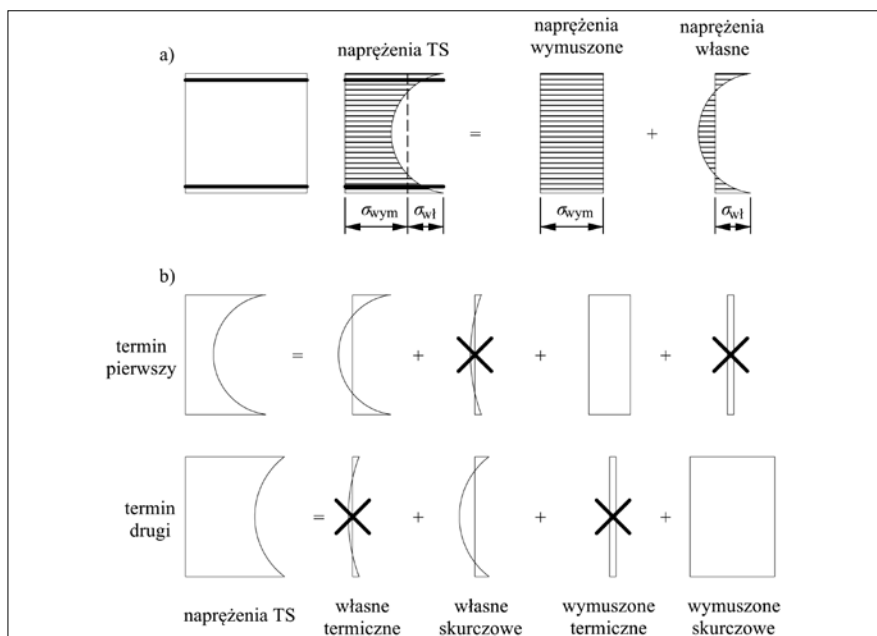 a)
naprężenia TS
naprężenia
wymuszone
naprężenia
własne
=
+
σwym
σwł
σwym
σwł
b)
termin
pierwszy
=
+
+
+
termin
drugi
=
+
+
+
naprężenia TS
własne
termiczne
własne
skurczowe
wymuszone
termiczne
wymuszone
skurczowe